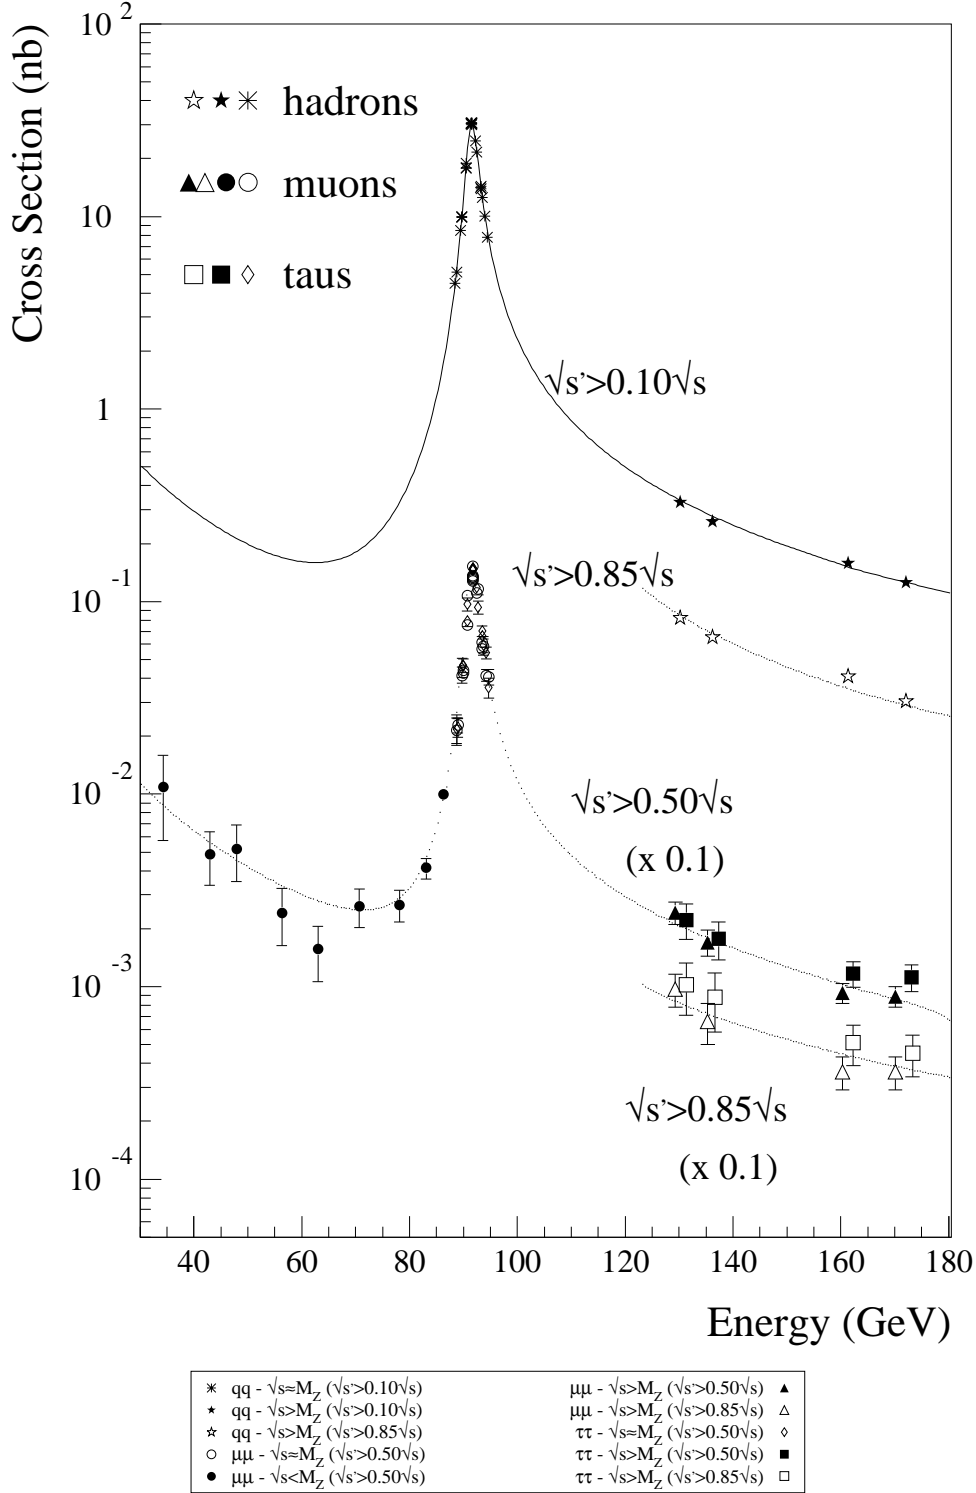 Cross Section (nb)
10 2
10
1
10 -1
10 -2
10 -3
10 -4
hadrons
muons
taus
√s'>0.10√s
√s'>0.85√s
√s'>0.50√s
(x 0.1)
√s'>0.85√s
(x 0.1)
40 60 80 100 120 140 160 180
Energy (GeV)
qq - √s≈M_Z (√s'>0.10√s)
qq - √s>M_Z (√s'>0.10√s)
qq - √s>M_Z (√s'>0.85√s)
μμ - √s≈M_Z (√s'>0.50√s)
μμ - √s<M_Z (√s'>0.50√s)
μμ - √s>M_Z (√s'>0.50√s)
μμ - √s>M_Z (√s'>0.85√s)
ττ - √s≈M_Z (√s'>0.50√s)
ττ - √s>M_Z (√s'>0.50√s)
ττ - √s>M_Z (√s'>0.85√s)